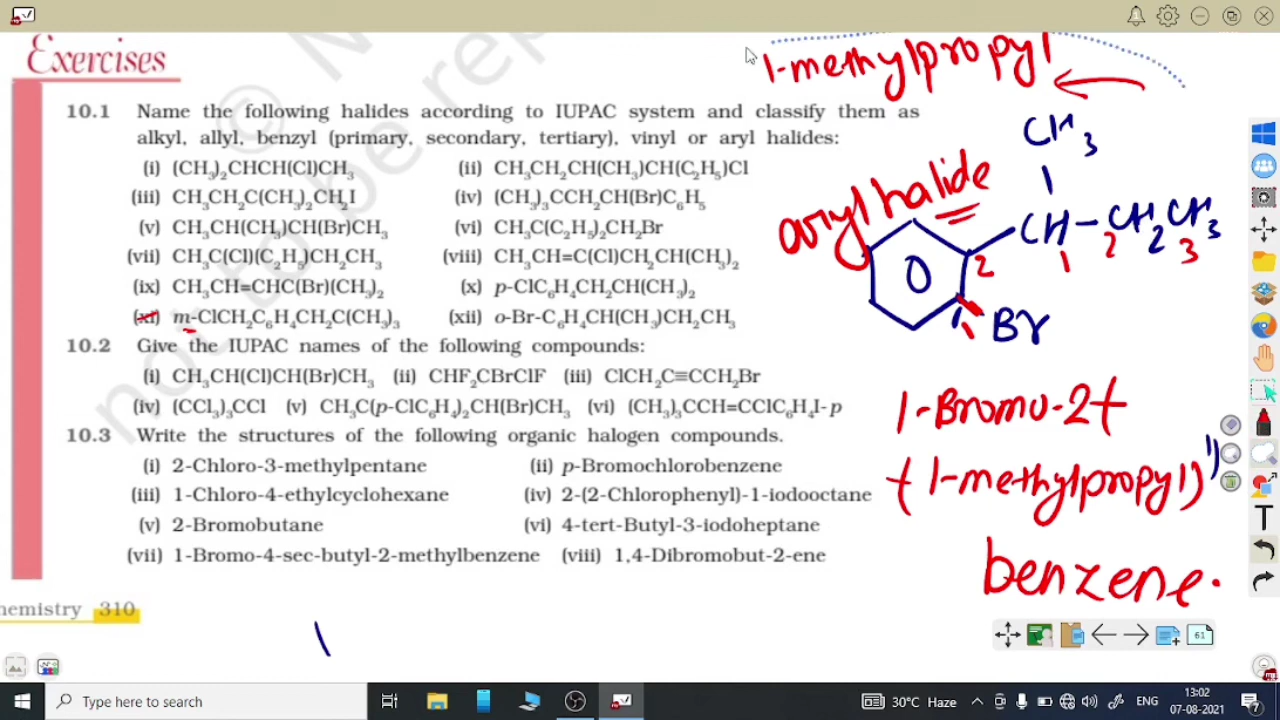 Exercises
10.1 Name the following halides according to IUPAC system and classify them as
alkyl, allyl, benzyl (primary, secondary, tertiary), vinyl or aryl halides:
(i) (CH₃)₂CHCH(Cl)CH₃ (ii) CH₃CH₂CH(CH₃)CH(C₂H₅)Cl
(iii) CH₃CH₂C(CH₃)₂CH₂I (iv) (CH₃)₃CCH₂CH(Br)C₆H₅
(v) CH₃CH(CH₃)CH(Br)CH₃ (vi) CH₃C(C₂H₅)₂CH₂Br
(vii) CH₃C(Cl)(C₂H₅)CH₂CH₃ (viii) CH₃CH=C(Cl)CH₂CH(CH₃)₂
(ix) CH₃CH=CHC(Br)(CH₃)₂ (x) p-ClC₆H₄CH₂CH(CH₃)₂
(xi) m-ClCH₂C₆H₄CH₂C(CH₃)₃ (xii) o-Br-C₆H₄CH(CH₃)CH₂CH₃
10.2 Give the IUPAC names of the following compounds:
(i) CH₃CH(Cl)CH(Br)CH₃ (ii) CHF₂CBrClF (iii) ClCH₂C≡CCH₂Br
(iv) (CCl₃)₃CCl (v) CH₃C(p-ClC₆H₄)₂CH(Br)CH₃ (vi) (CH₃)₃CCH=CClC₆H₄I-p
10.3 Write the structures of the following organic halogen compounds.
(i) 2-Chloro-3-methylpentane (ii) p-Bromochlorobenzene
(iii) 1-Chloro-4-ethylcyclohexane (iv) 2-(2-Chlorophenyl)-1-iodooctane
(v) 2-Bromobutane (vi) 4-tert-Butyl-3-iodoheptane
(vii) 1-Bromo-4-sec-butyl-2-methylbenzene (viii) 1,4-Dibromobut-2-ene
hemistry 310
not to be rep
© N
1-methylpropyl
CH₃
aryl halide
CH-CH₂CH₃
2 1 2 3
1 Br
1-Bromo-2-
(1-methylpropyl)
benzene.
T
61
Type here to search
30°C Haze
ENG
13:02
07-08-2021
7